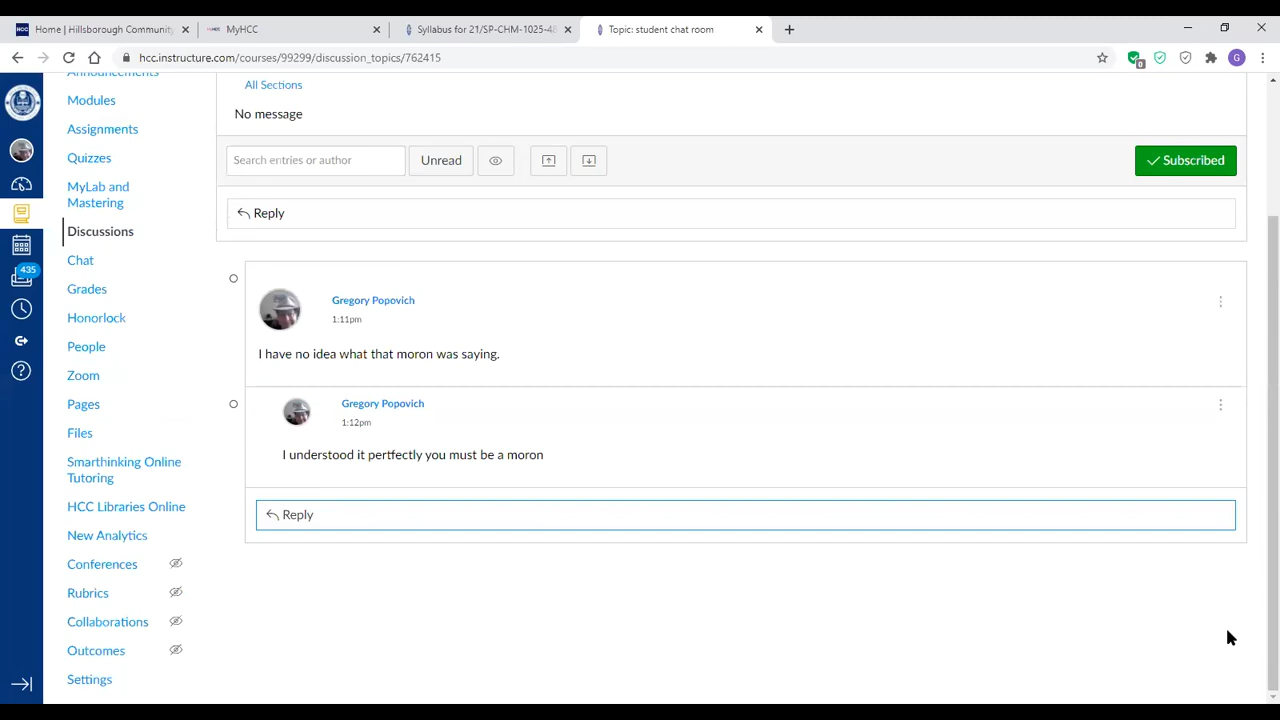 Home | Hillsborough Community
MyHCC
Syllabus for 21/SP-CHM-1025-48
Topic: student chat room
hcc.instructure.com/courses/99299/discussion_topics/762415
0
G
Announcements
Modules
Assignments
Quizzes
MyLab and
Mastering
Discussions
Chat
Grades
Honorlock
People
Zoom
Pages
Files
Smarthinking Online
Tutoring
HCC Libraries Online
New Analytics
Conferences
Rubrics
Collaborations
Outcomes
Settings
435
All Sections
No message
Search entries or author
Unread
Subscribed
Reply
Gregory Popovich
1:11pm
I have no idea what that moron was saying.
Gregory Popovich
1:12pm
I understood it pertfectly you must be a moron
Reply